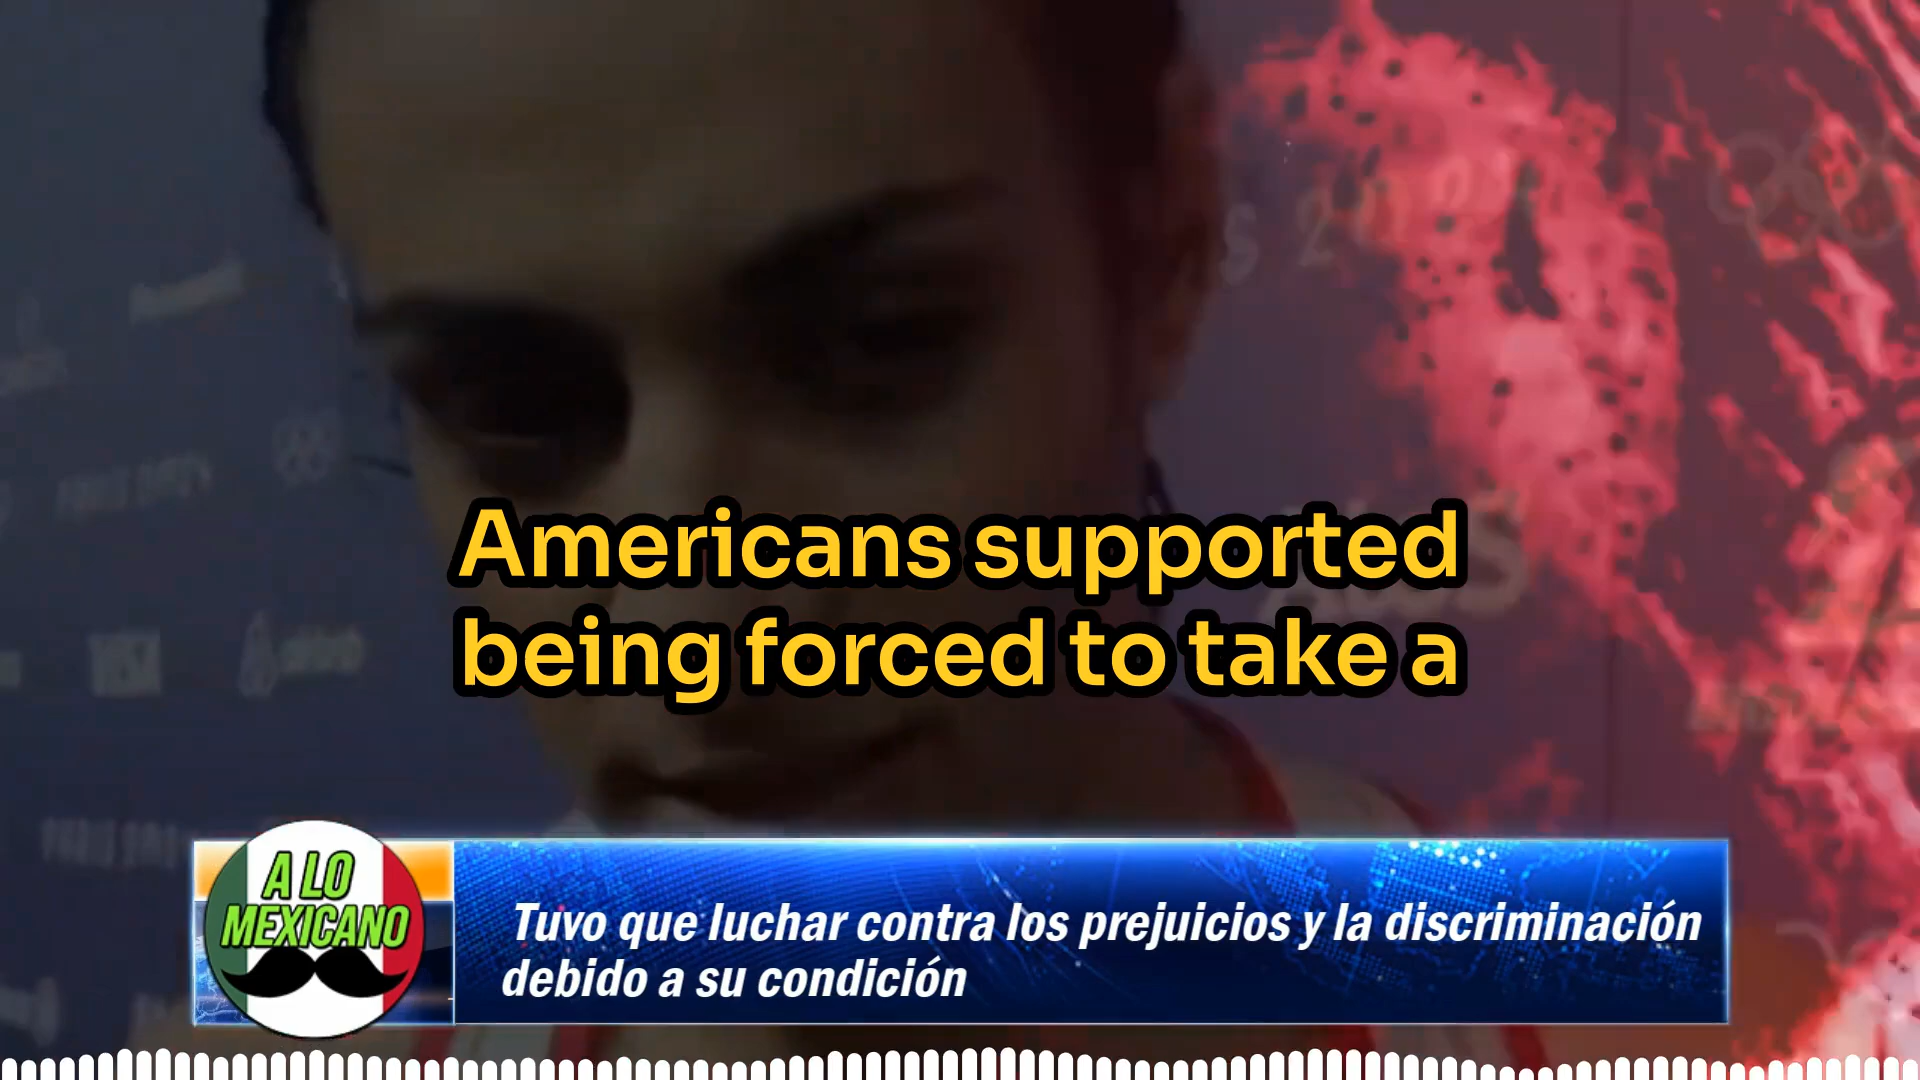 Americans supported
being forced to take a
A LO
MEXICANO
Tuvo que luchar contra los prejuicios y la discriminación
debido a su condición
VISA